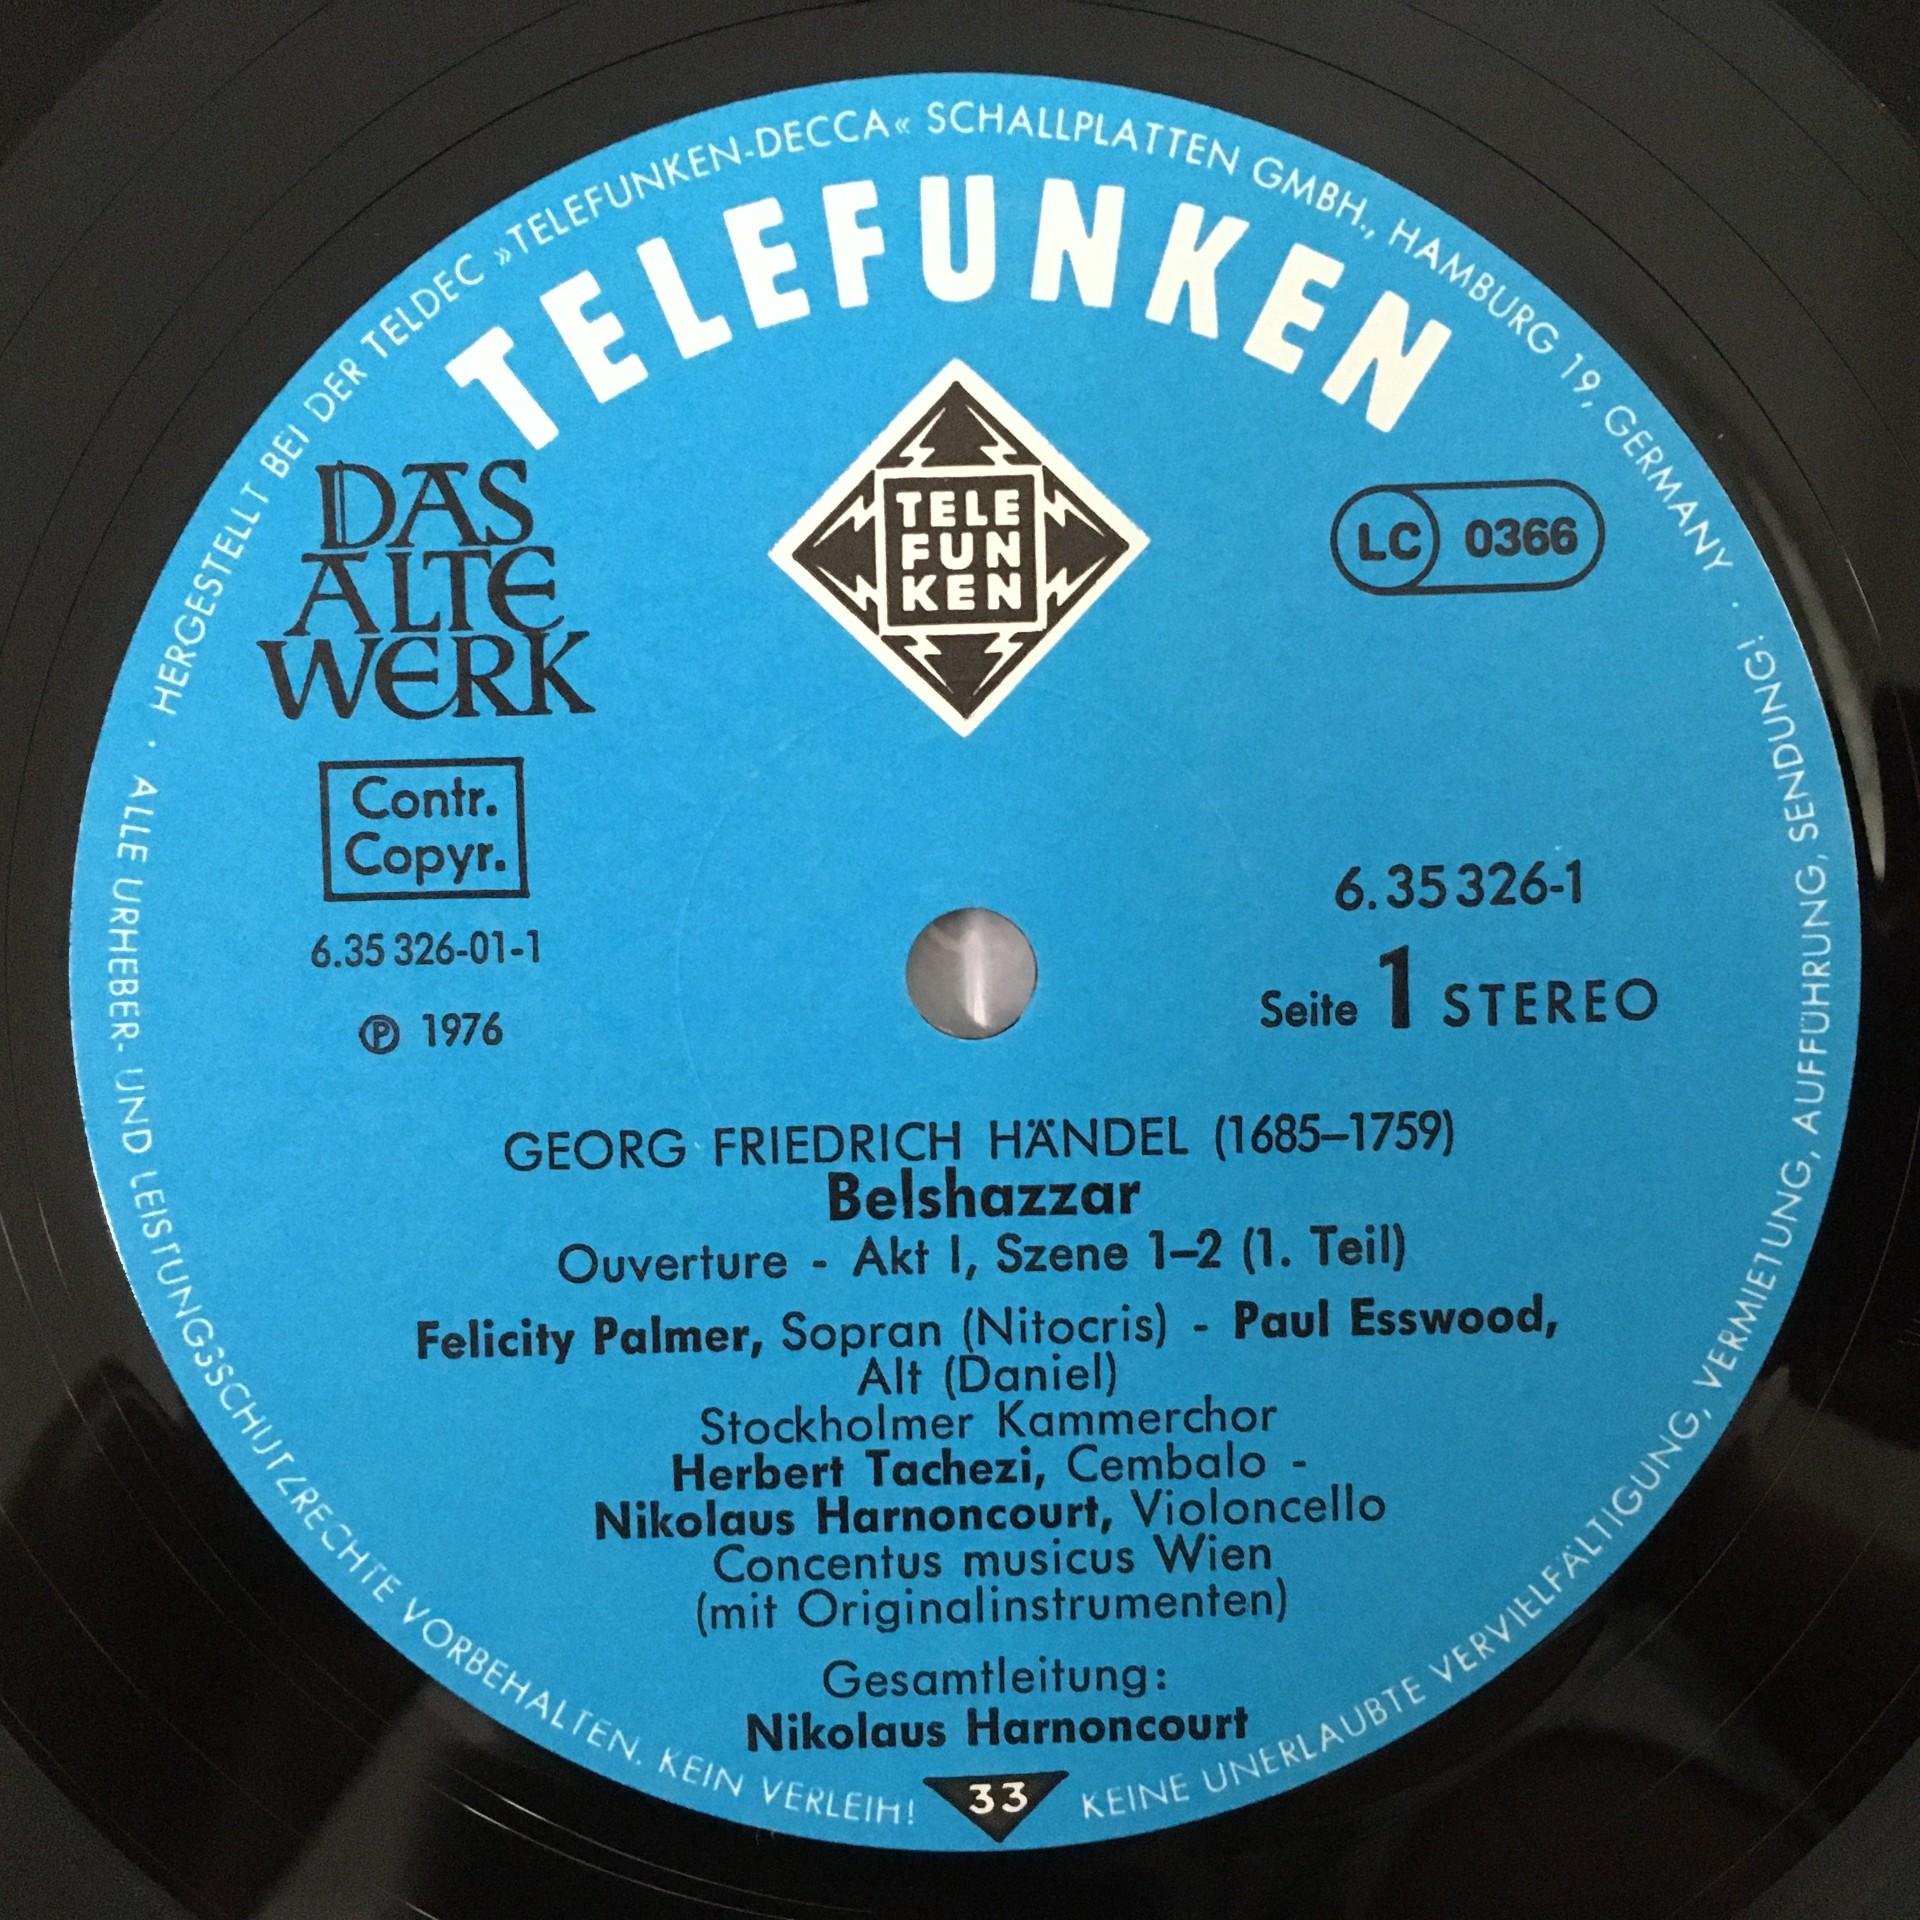 HERGESTELLT BEI DER TELDEC »TELEFUNKEN-DECCA« SCHALLPLATTEN GMBH., HAMBURG 19, GERMANY ·
TELEFUNKEN
DAS
ALTE
WERK
TELE
FUN
KEN
LC 0366
Contr.
Copyr.
6.35 326-01-1
℗ 1976
6.35 326-1
Seite 1 STEREO
GEORG FRIEDRICH HÄNDEL (1685–1759)
Belshazzar
Ouverture - Akt I, Szene 1–2 (1. Teil)
Felicity Palmer, Sopran (Nitocris) - Paul Esswood,
Alt (Daniel)
Stockholmer Kammerchor
Herbert Tachezi, Cembalo -
Nikolaus Harnoncourt, Violoncello
Concentus musicus Wien
(mit Originalinstrumenten)
Gesamtleitung:
Nikolaus Harnoncourt
33
· ALLE URHEBER- UND LEISTUNGSSCHUTZRECHTE VORBEHALTEN. KEIN VERLEIH!
KEINE UNERLAUBTE VERVIELFÄLTIGUNG, VERMIETUNG, AUFFÜHRUNG, SENDUNG!